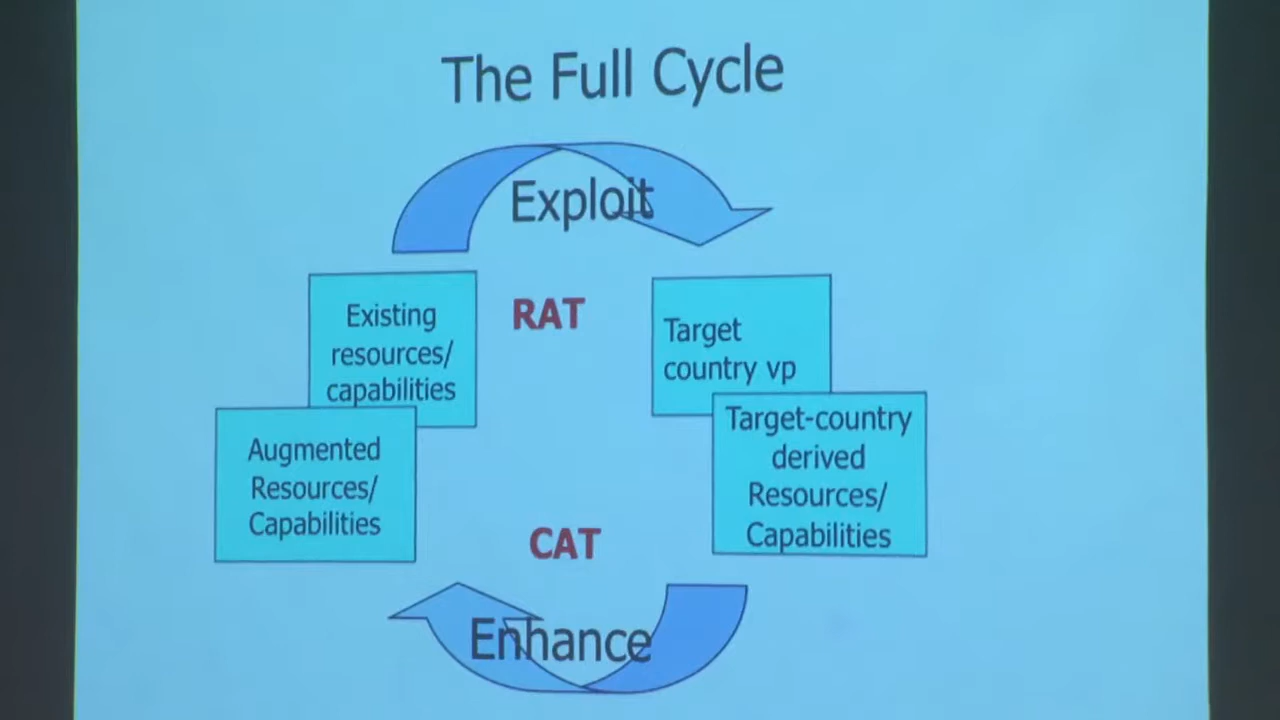 The Full Cycle
Exploit
Existing
resources/
capabilities
RAT
Target
country vp
Augmented
Resources/
Capabilities
Target-country
derived
Resources/
Capabilities
CAT
Enhance